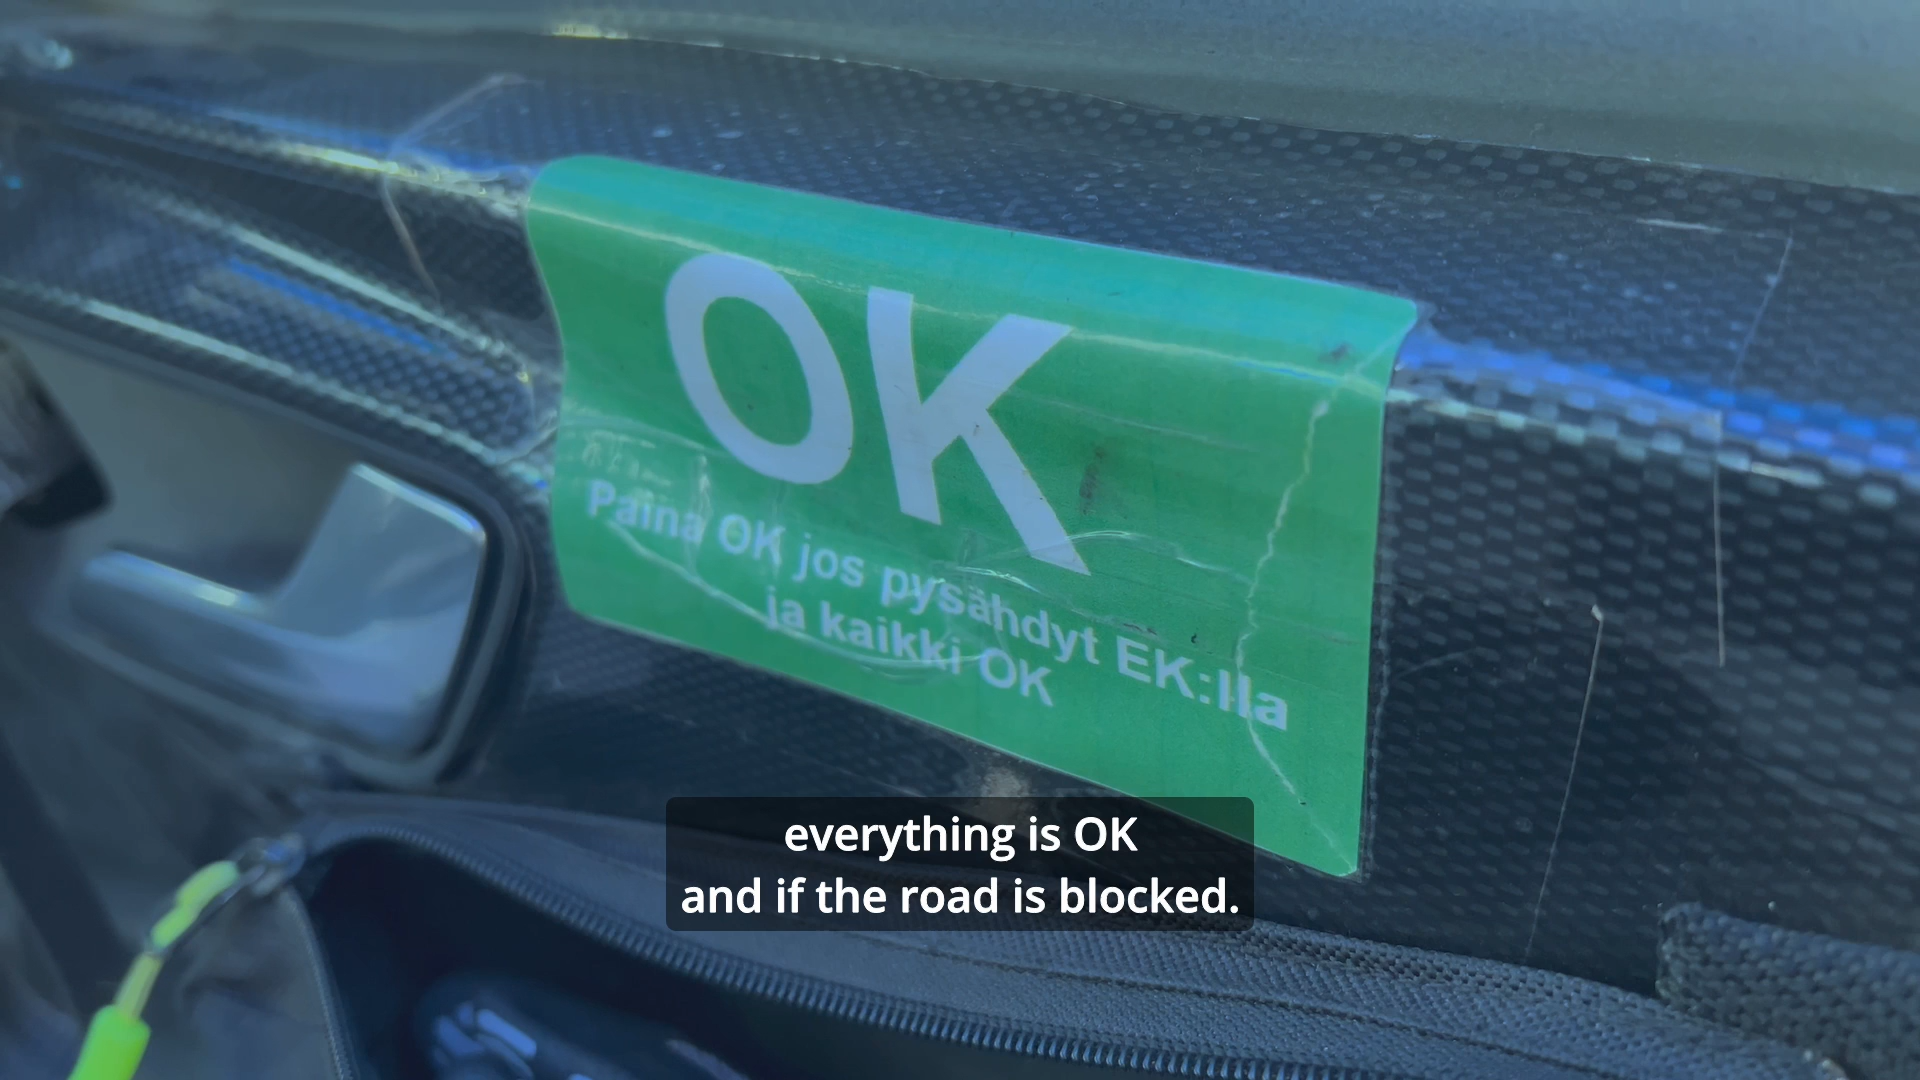 OK
Paina OK jos pysähdyt EK:lla
ja kaikki OK
everything is OK
and if the road is blocked.